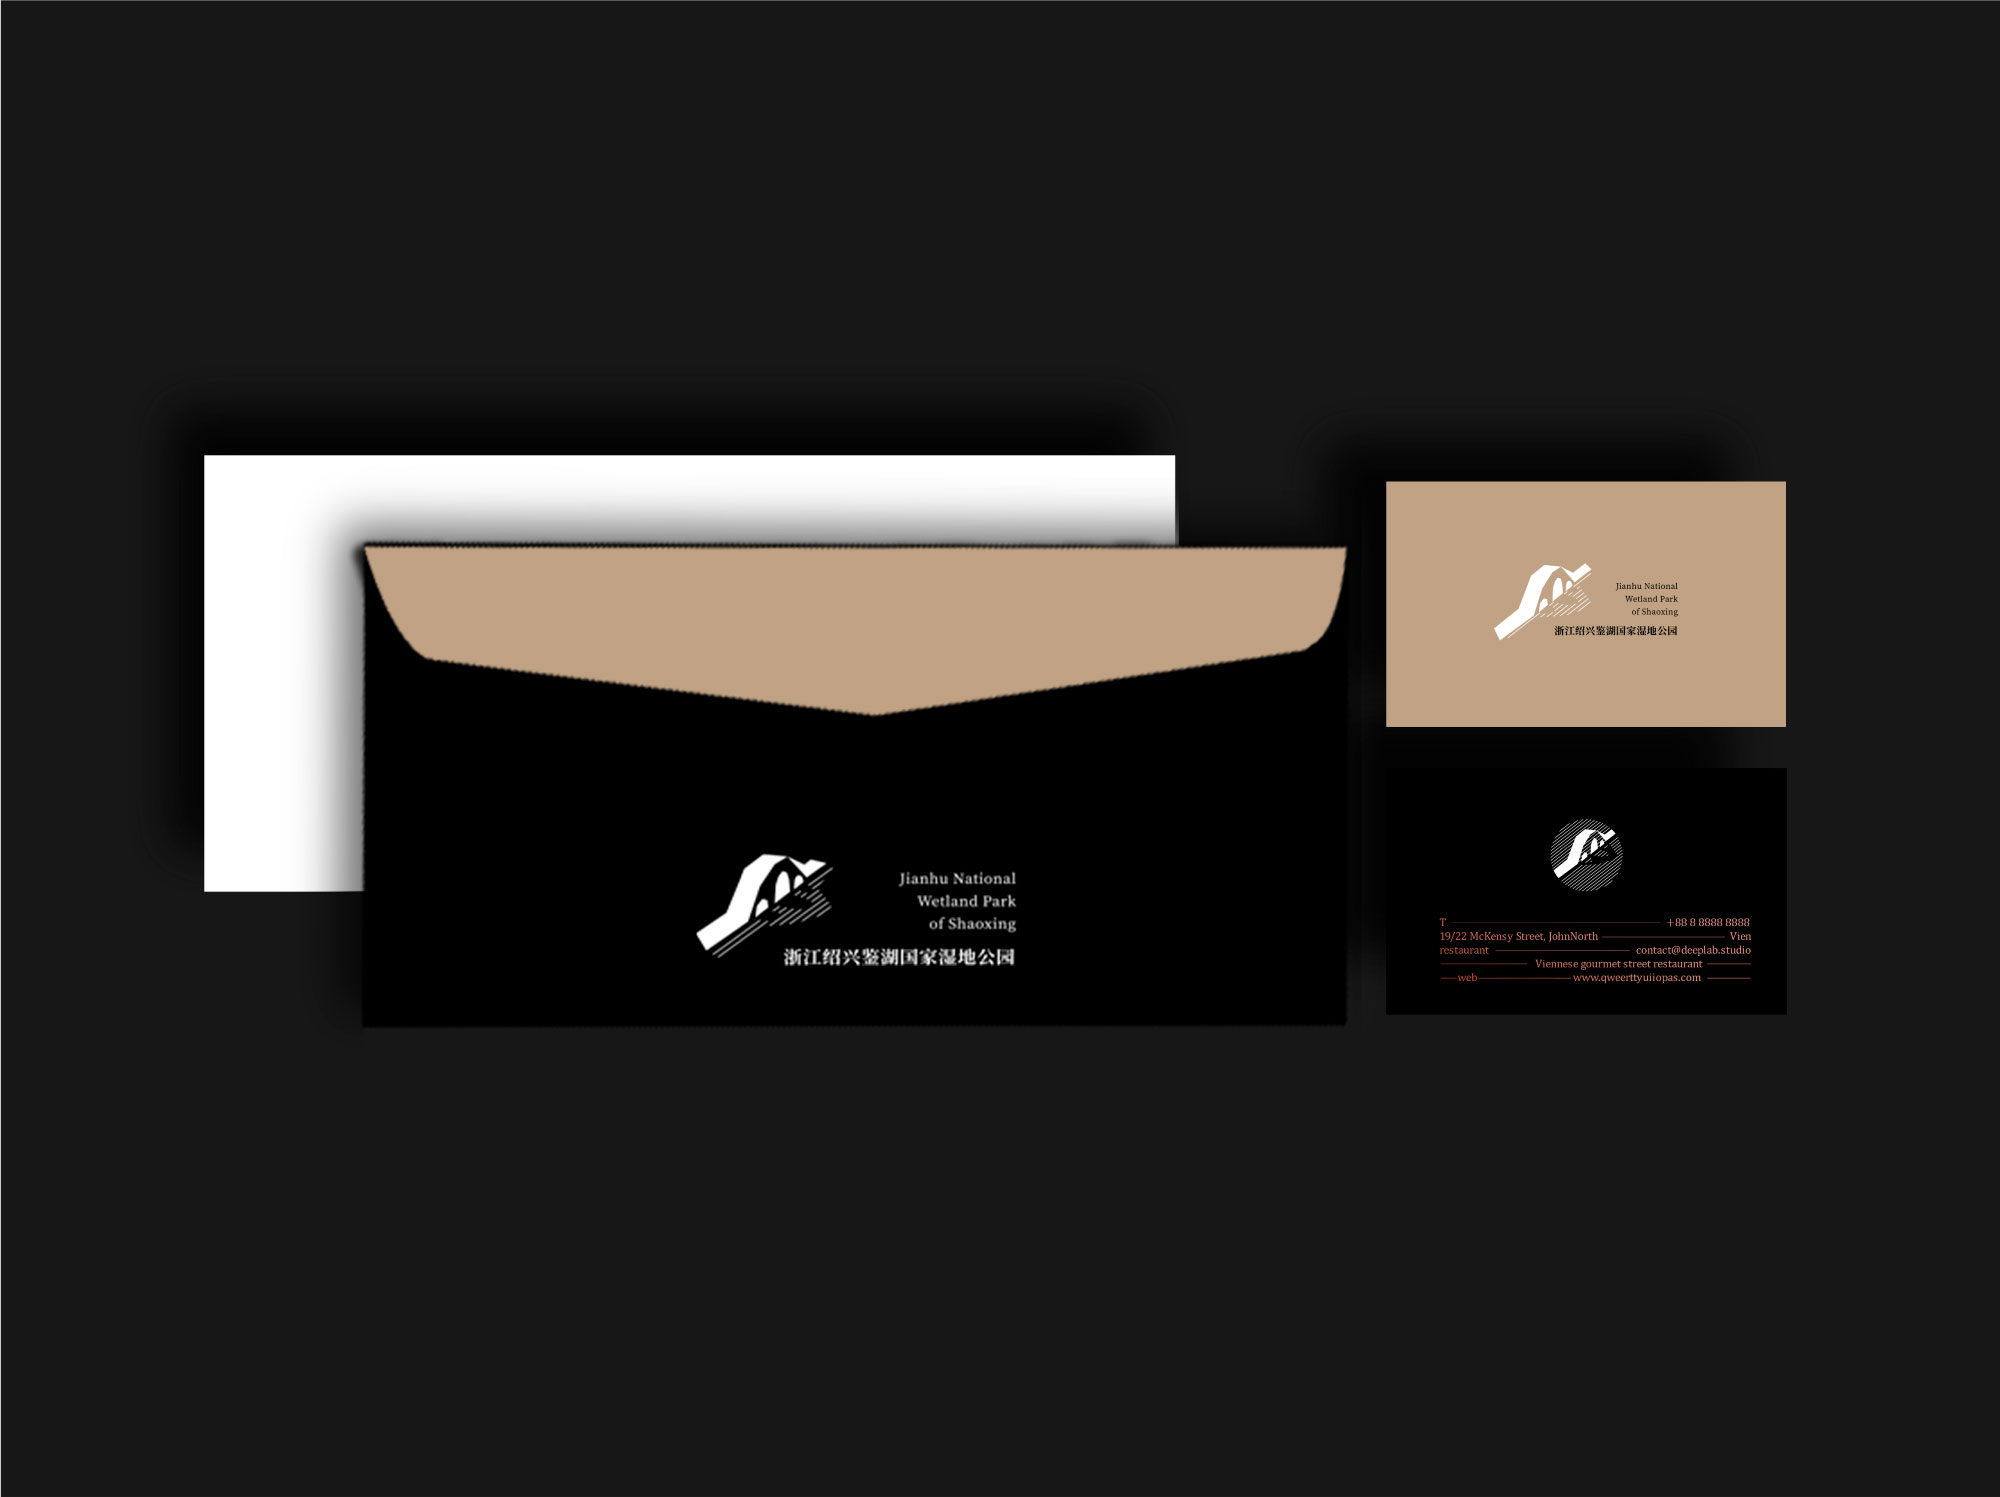 Jianhu National
Wetland Park
of Shaoxing
浙江绍兴鉴湖国家湿地公园
Jianhu National
Wetland Park
of Shaoxing
浙江绍兴鉴湖国家湿地公园
T +88 8 8888 8888
19/22 McKensy Street, JohnNorth Vien
restaurant contact@deeplab.studio
Viennese gourmet street restaurant
web www.qweerttyuiiopas.com